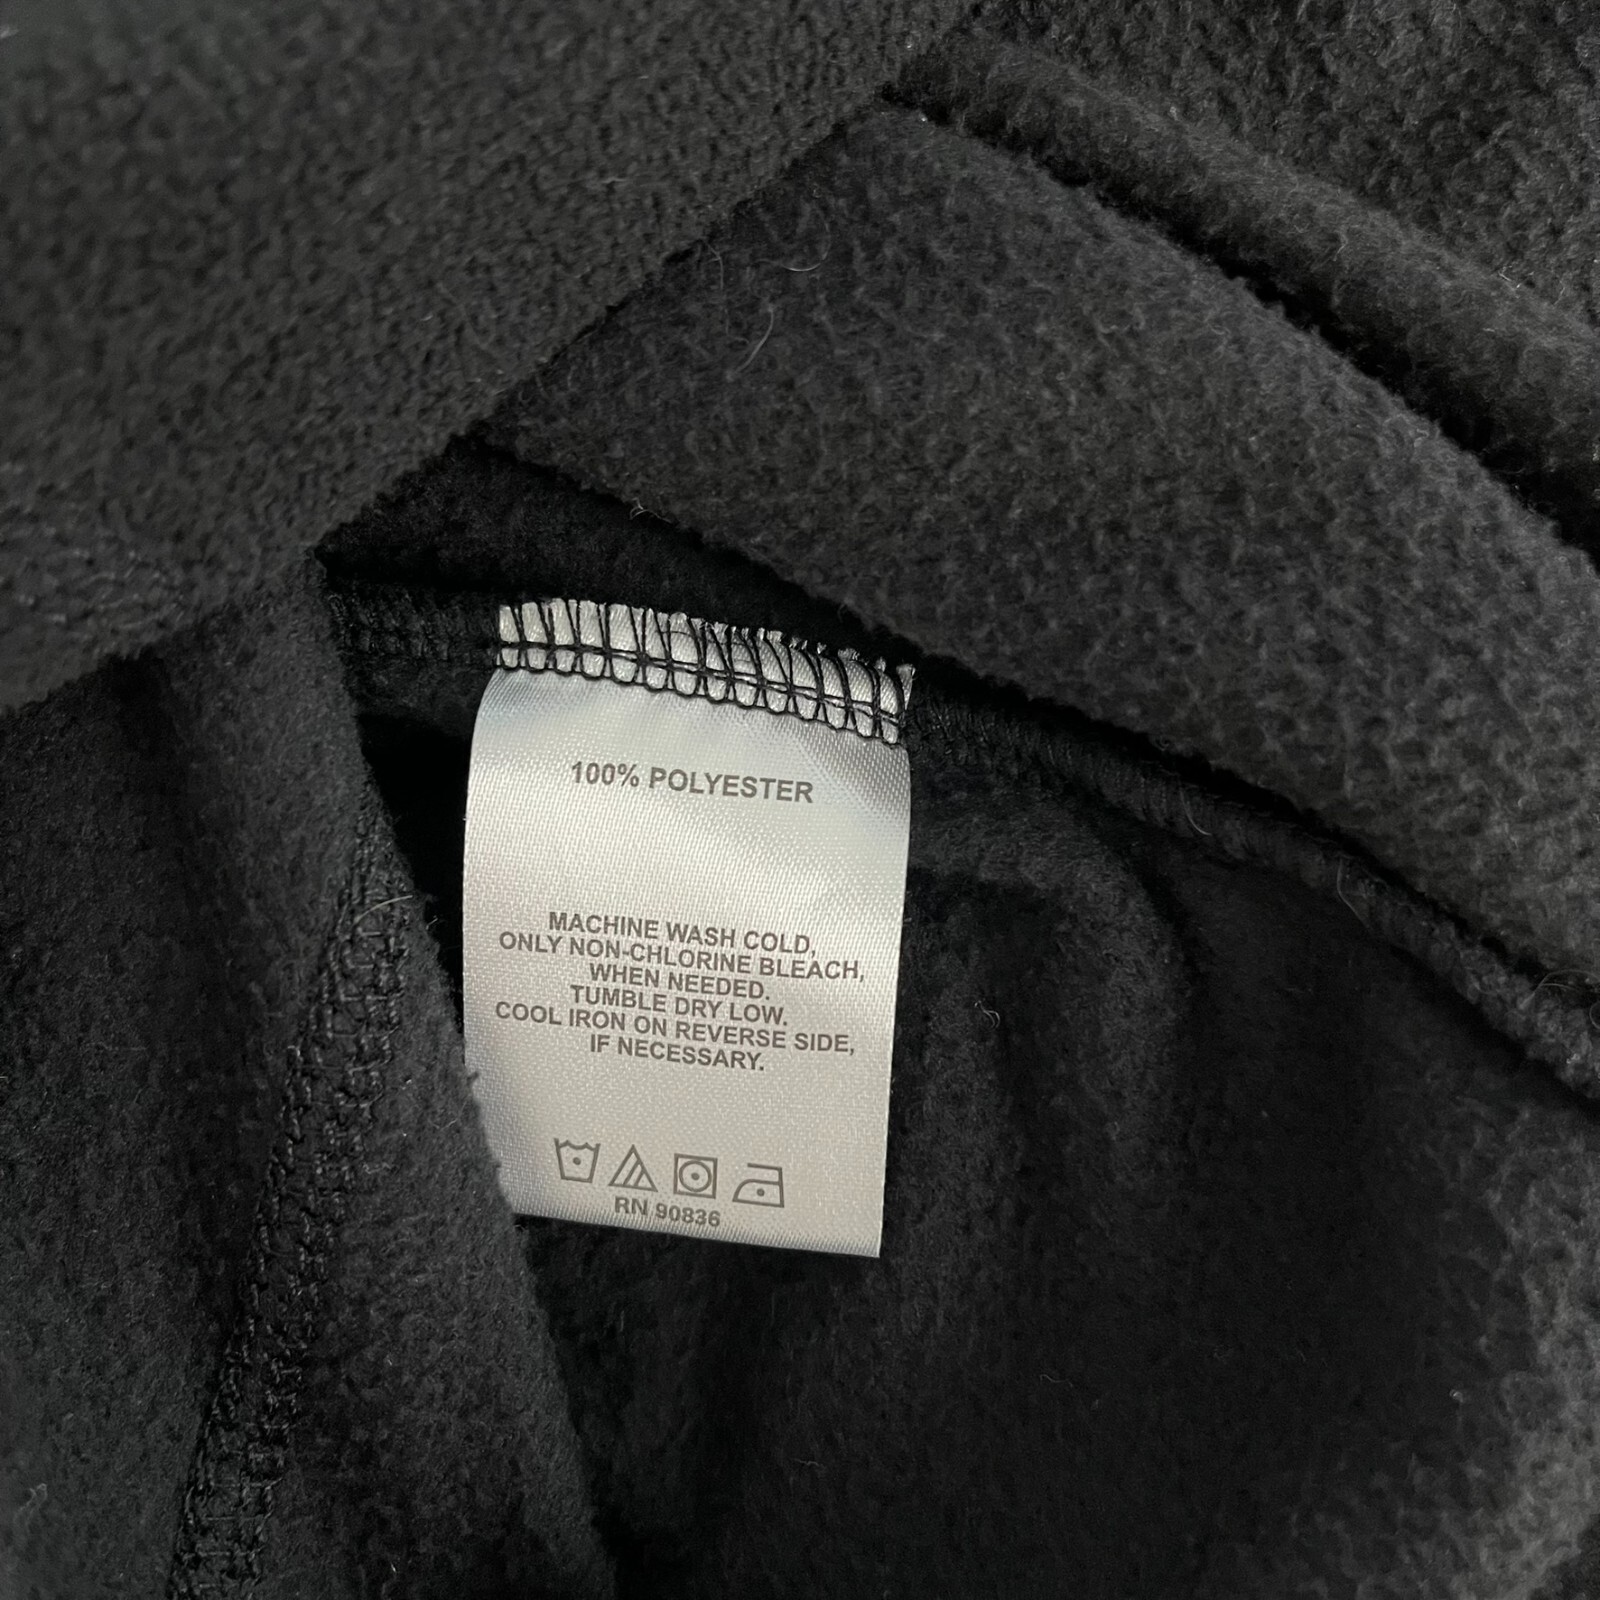 100% POLYESTER
MACHINE WASH COLD,
ONLY NON-CHLORINE BLEACH,
WHEN NEEDED.
TUMBLE DRY LOW.
COOL IRON ON REVERSE SIDE,
IF NECESSARY.
RN 90836